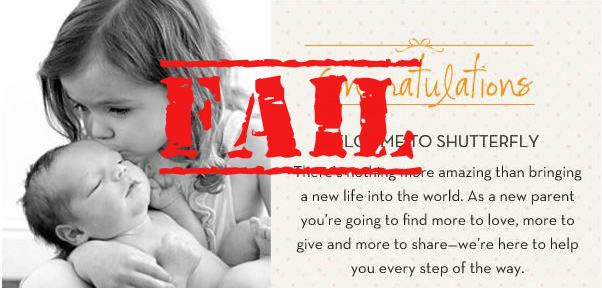 FAIL
Congratulations
WELCOME TO SHUTTERFLY
There's nothing more amazing than bringing
a new life into the world. As a new parent
you're going to find more to love, more to
give and more to share—we're here to help
you every step of the way.